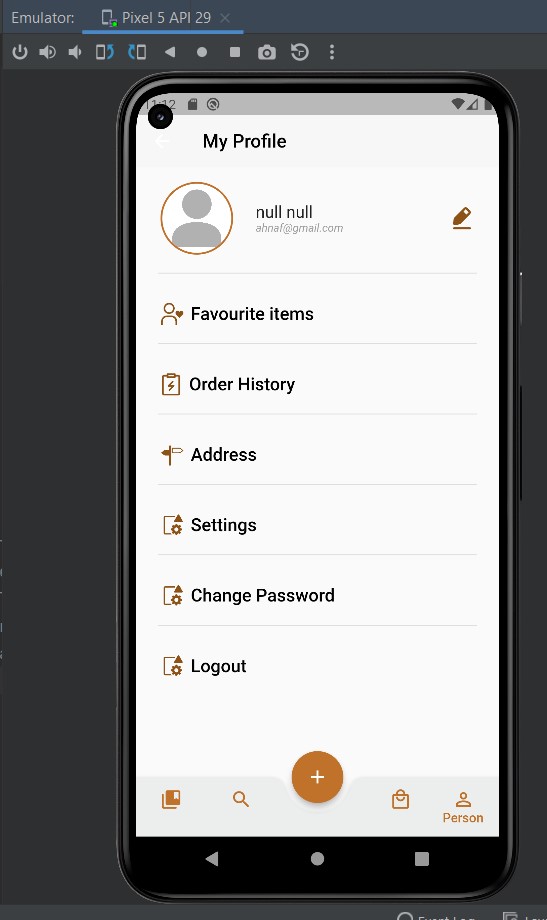 Emulator: Pixel 5 API 29
11:12
My Profile
null null
ahnaf@gmail.com
Favourite items
Order History
Address
Settings
Change Password
Logout
Person
Event Log